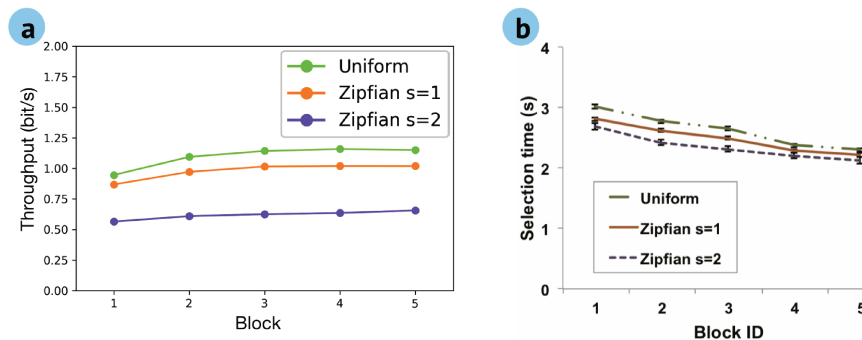 a
Throughput (bit/s)
2.00
1.75
1.50
1.25
1.00
0.75
0.50
0.25
0.00
Uniform
Zipfian s=1
Zipfian s=2
1 2 3 4 5
Block
b
Selection time (s)
4
3
2
1
0
Uniform
Zipfian s=1
Zipfian s=2
1 2 3 4 5
Block ID